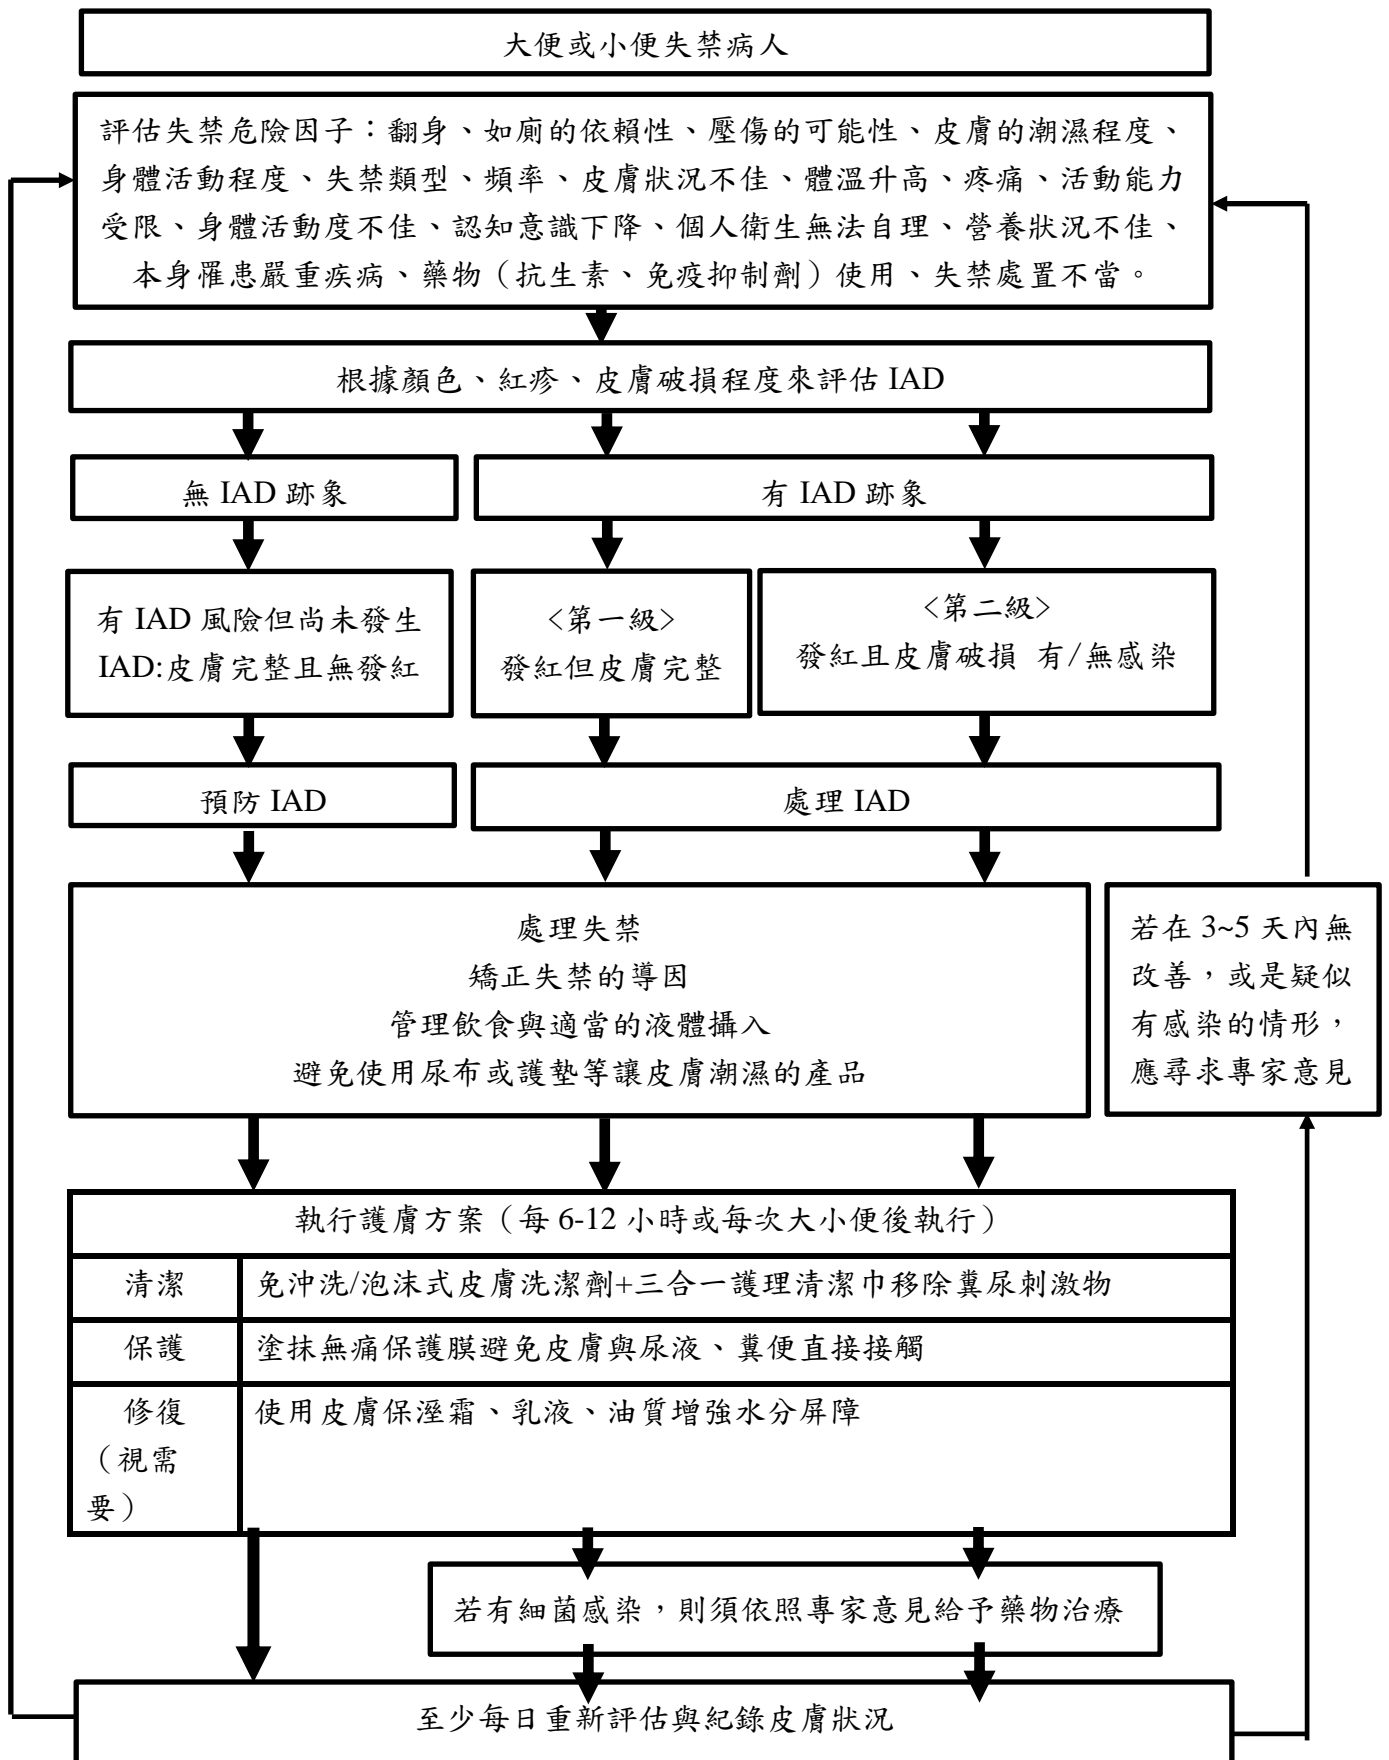 大便或小便失禁病人
評估失禁危險因子：翻身、如廁的依賴性、壓傷的可能性、皮膚的潮濕程度、
身體活動程度、失禁類型、頻率、皮膚狀況不佳、體溫升高、疼痛、活動能力
受限、身體活動度不佳、認知意識下降、個人衛生無法自理、營養狀況不佳、
本身罹患嚴重疾病、藥物（抗生素、免疫抑制劑）使用、失禁處置不當。
根據顏色、紅疹、皮膚破損程度來評估 IAD
無 IAD 跡象
有 IAD 跡象
有 IAD 風險但尚未發生
IAD:皮膚完整且無發紅
<第一級>
發紅但皮膚完整
<第二級>
發紅且皮膚破損 有/無感染
預防 IAD
處理 IAD
處理失禁
矯正失禁的導因
管理飲食與適當的液體攝入
避免使用尿布或護墊等讓皮膚潮濕的產品
若在 3~5 天內無
改善，或是疑似
有感染的情形，
應尋求專家意見
執行護膚方案（每 6-12 小時或每次大小便後執行）
清潔
免沖洗/泡沫式皮膚洗潔劑+三合一護理清潔巾移除糞尿刺激物
保護
塗抹無痛保護膜避免皮膚與尿液、糞便直接接觸
修復
（視需
要）
使用皮膚保溼霜、乳液、油質增強水分屏障
若有細菌感染，則須依照專家意見給予藥物治療
至少每日重新評估與紀錄皮膚狀況